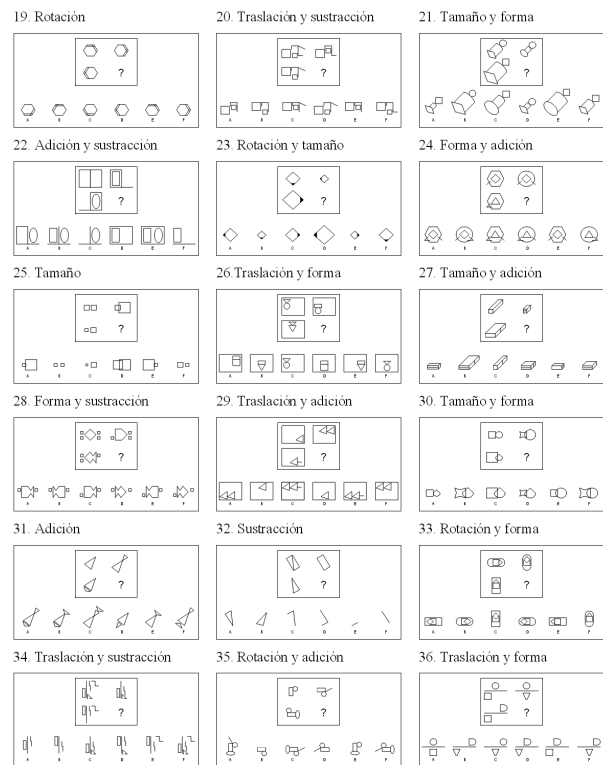 19. Rotación
20. Traslación y sustracción
21. Tamaño y forma
?
?
?
A B C D E F
A B C D E F
A B C D E F
22. Adición y sustracción
23. Rotación y tamaño
24. Forma y adición
?
?
?
A B C D E F
A B C D E F
A B C D E F
25. Tamaño
26.Traslación y forma
27. Tamaño y adición
?
?
?
A B C D E F
A B C D E F
A B C D E F
28. Forma y sustracción
29. Traslación y adición
30. Tamaño y forma
?
?
?
A B C D E F
A B C D E F
A B C D E F
31. Adición
32. Sustracción
33. Rotación y forma
?
?
?
A B C D E F
A B C D E F
A B C D E F
34. Traslación y sustracción
35. Rotación y adición
36. Traslación y forma
?
?
?
A B C D E F
A B C D E F
A B C D E F